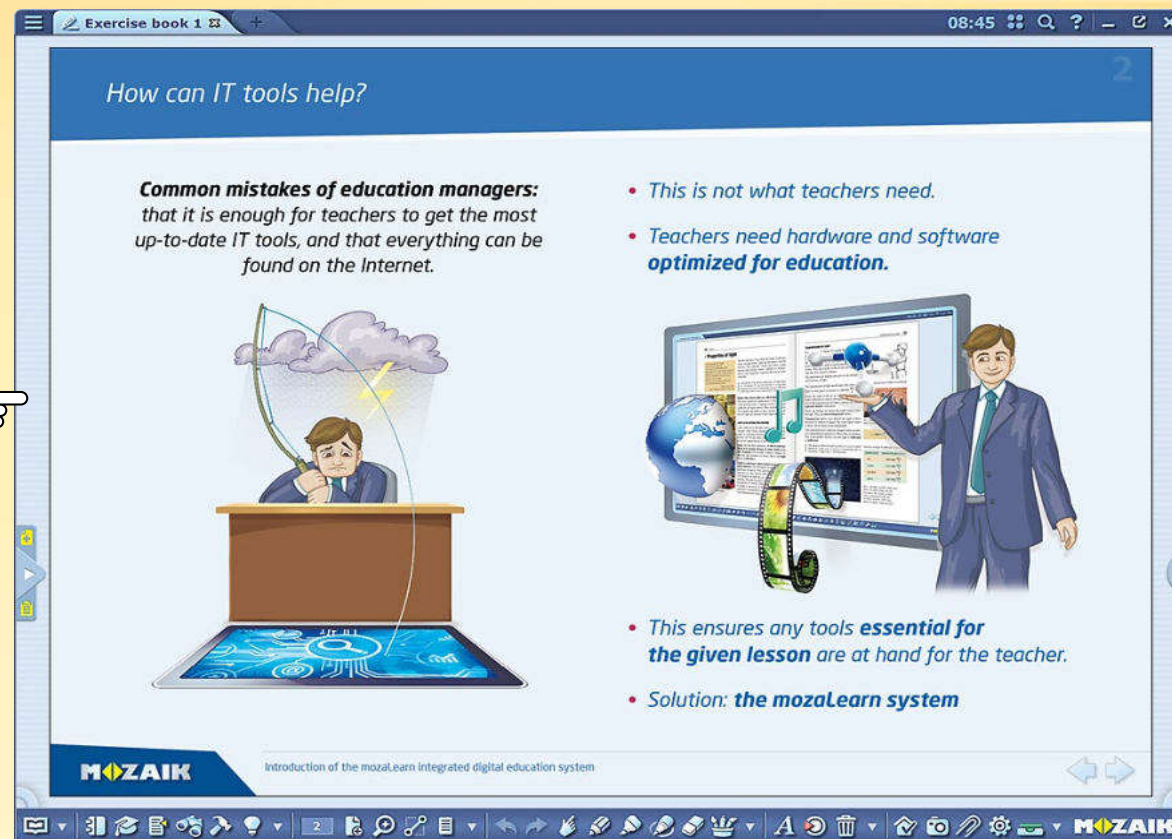 Exercise book 1
08:45
2
How can IT tools help?
Common mistakes of education managers:
that it is enough for teachers to get the most
up-to-date IT tools, and that everything can be
found on the Internet.
• This is not what teachers need.
• Teachers need hardware and software
optimized for education.
• This ensures any tools essential for
the given lesson are at hand for the teacher.
• Solution: the mozaLearn system
MOZAIK
Introduction of the mozaLearn integrated digital education system
2
MOZAIK